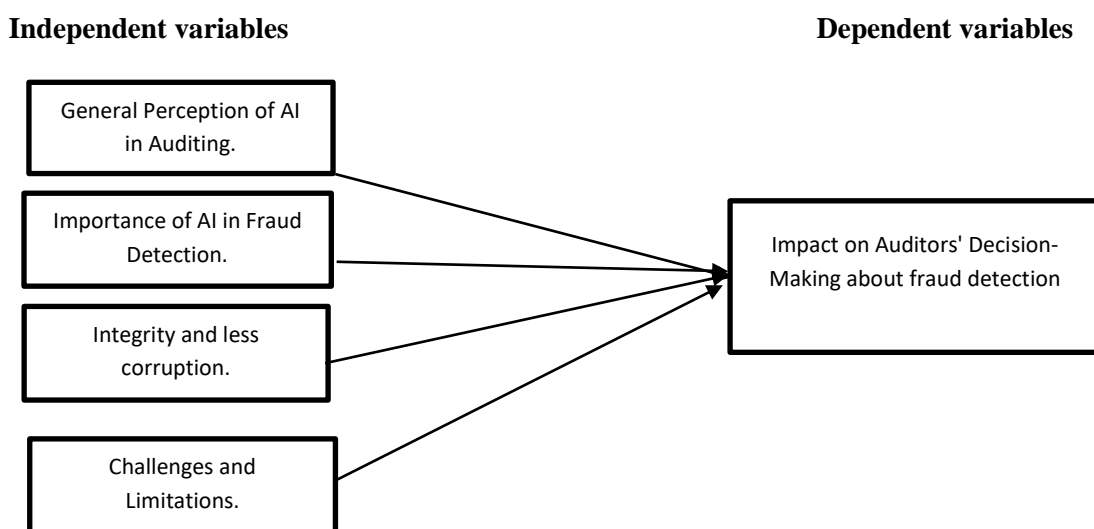 Independent variables
Dependent variables
General Perception of AI
in Auditing.
Importance of AI in Fraud
Detection.
Integrity and less
corruption.
Challenges and
Limitations.
Impact on Auditors' Decision-
Making about fraud detection